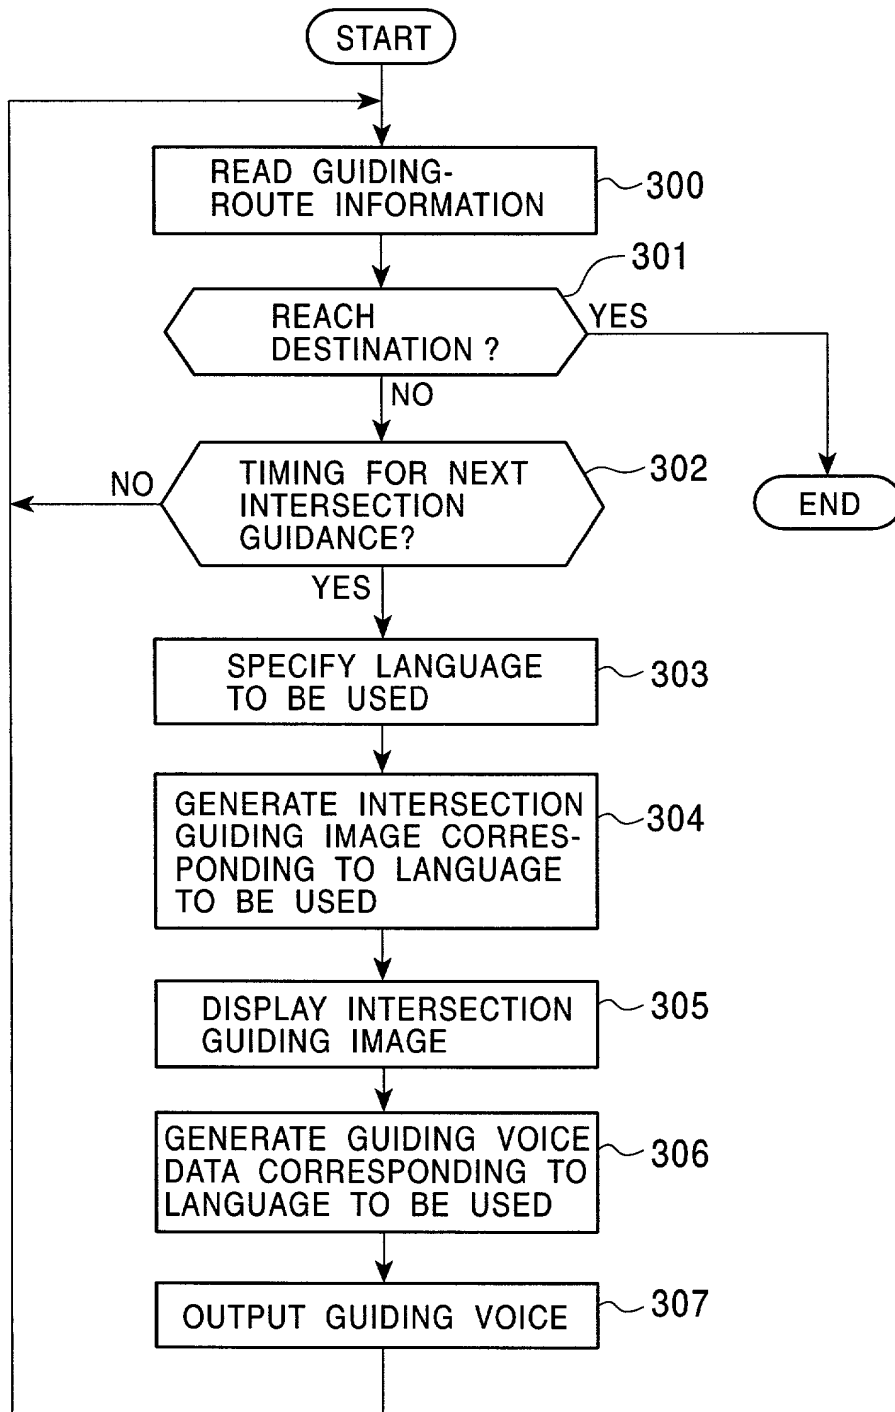 START
READ GUIDING-
ROUTE INFORMATION
300
301
REACH
DESTINATION ?
YES
NO
302
TIMING FOR NEXT
INTERSECTION
GUIDANCE?
NO
END
YES
SPECIFY LANGUAGE
TO BE USED
303
GENERATE INTERSECTION
GUIDING IMAGE CORRES-
PONDING TO LANGUAGE
TO BE USED
304
DISPLAY INTERSECTION
GUIDING IMAGE
305
GENERATE GUIDING VOICE
DATA CORRESPONDING TO
LANGUAGE TO BE USED
306
OUTPUT GUIDING VOICE
307